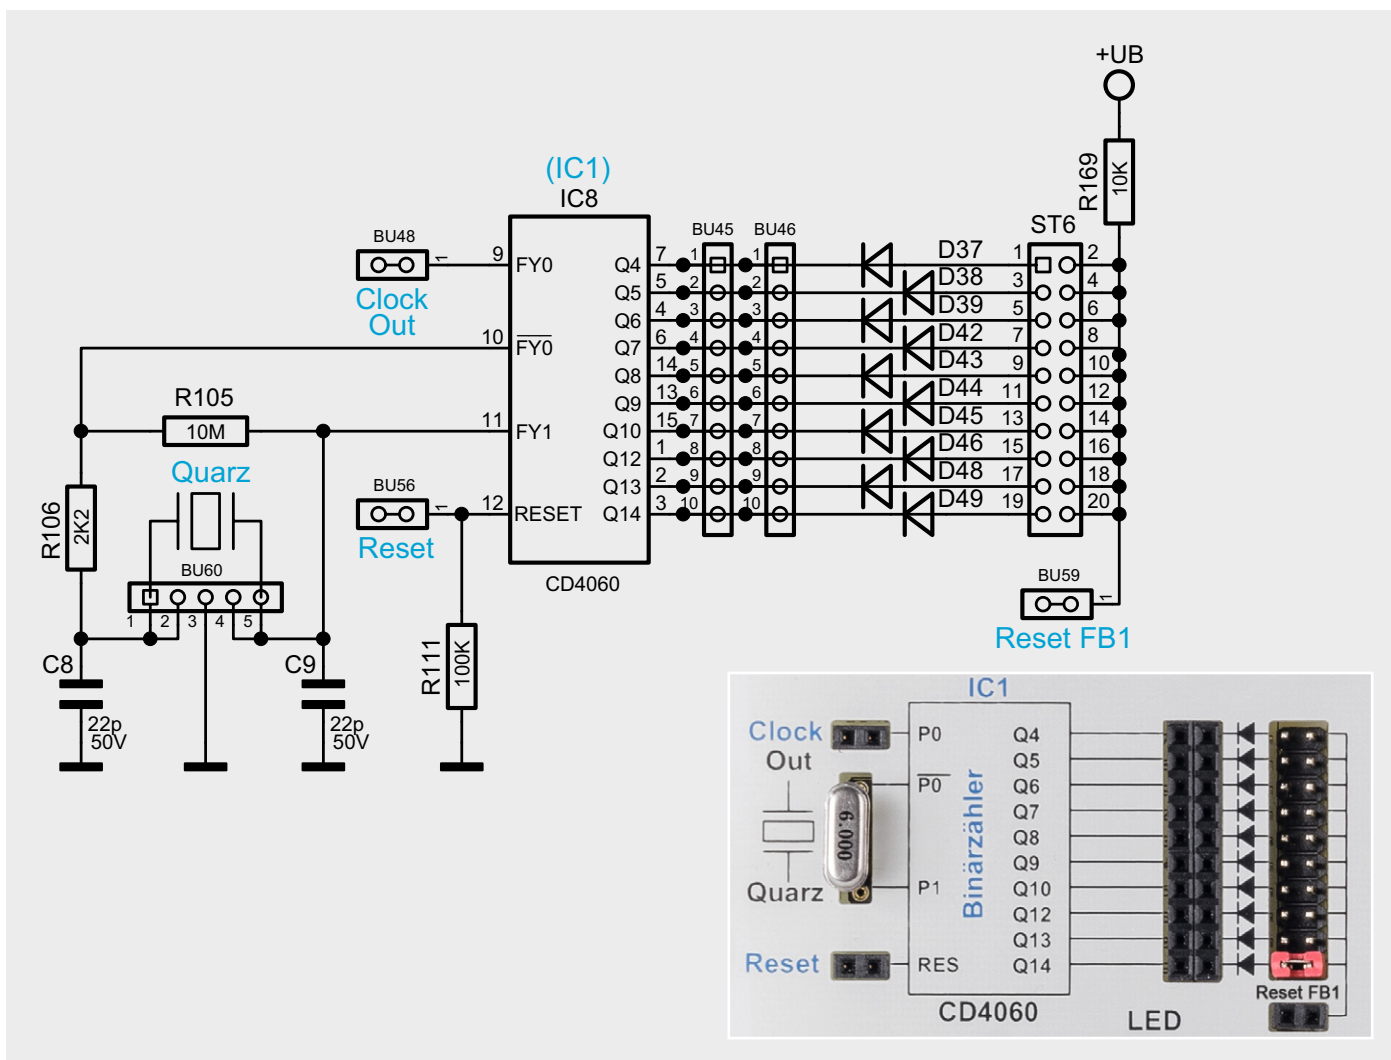 +UB
R169
10K
(IC1)
IC8
ST6
BU48
1
Clock
Out
9 FY0
10 FY0
11 FY1
12 RESET
Q4 7
Q5 5
Q6 4
Q7 6
Q8 14
Q9 13
Q10 15
Q12 1
Q13 2
Q14 3
CD4060
BU45
1
2
3
4
5
6
7
8
9
10
BU46
1
2
3
4
5
6
7
8
9
10
D37 1 2
D38 3 4
D39 5 6
D42 7 8
D43 9 10
D44 11 12
D45 13 14
D46 15 16
D48 17 18
D49 19 20
R105
10M
Quarz
R106
2K2
BU60
1 2 3 4 5
BU56
1
Reset
C8
22p
50V
C9
22p
50V
R111
100K
BU59
1
Reset FB1
IC1
Clock
Out
Quarz
6.000
Reset
P0
P0
P1
RES
Binärzähler
Q4
Q5
Q6
Q7
Q8
Q9
Q10
Q12
Q13
Q14
CD4060
LED
Reset FB1